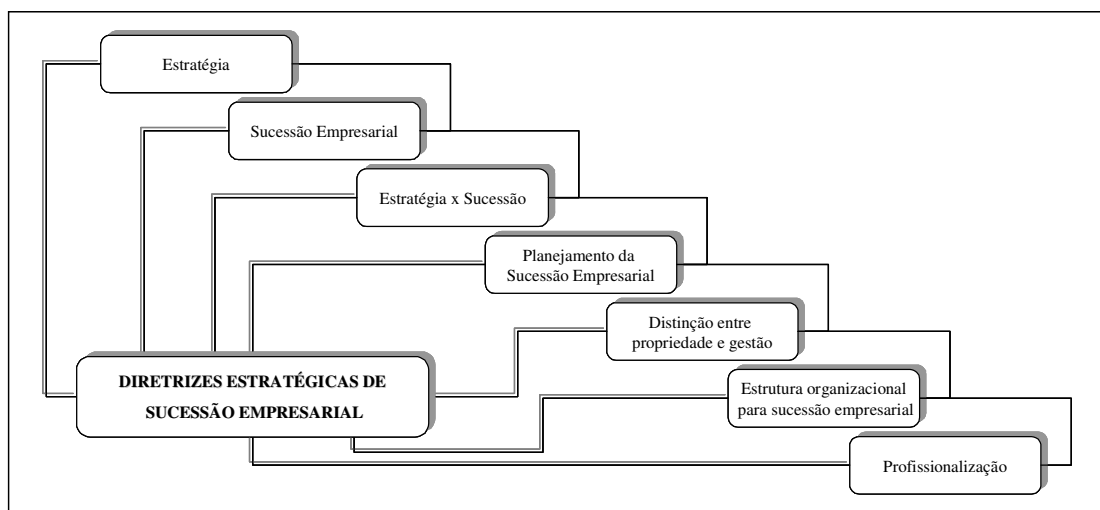 Estratégia
Sucessão Empresarial
Estratégia x Sucessão
Planejamento da
Sucessão Empresarial
Distinção entre
propriedade e gestão
DIRETRIZES ESTRATÉGICAS DE
SUCESSÃO EMPRESARIAL
Estrutura organizacional
para sucessão empresarial
Profissionalização